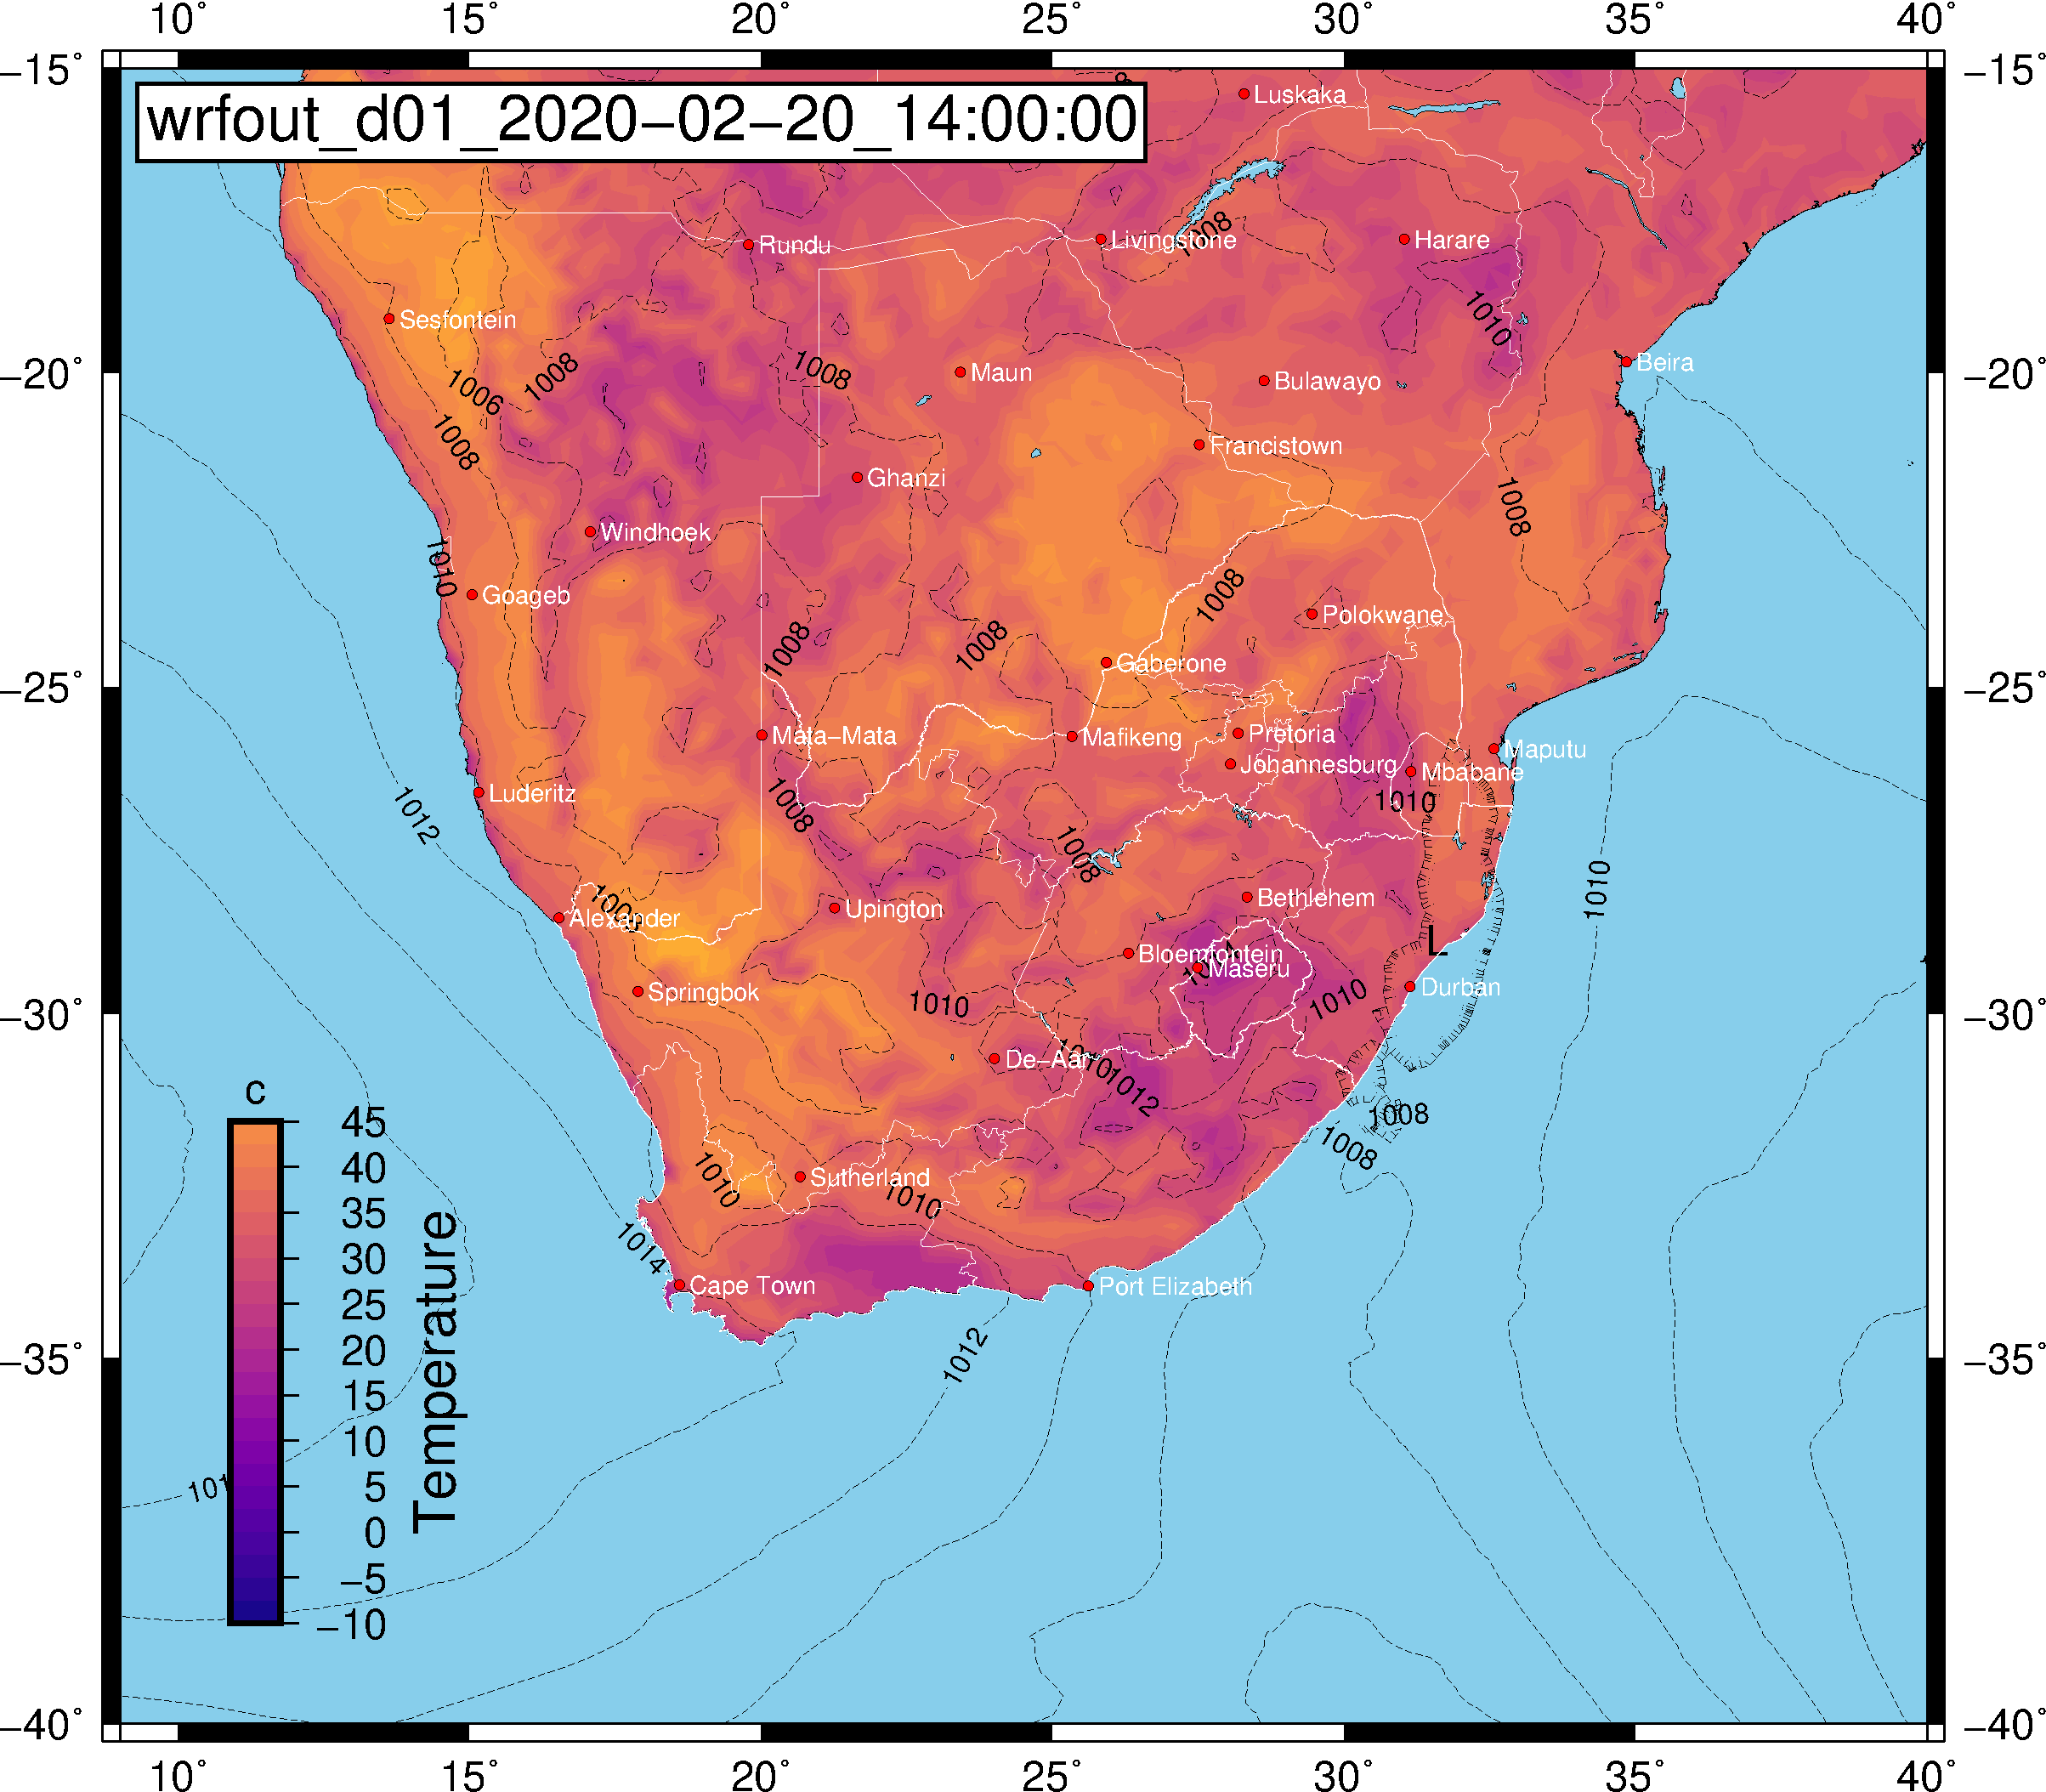 10° 15° 20° 25° 30° 35° 40°
−15° −15°
wrfout_d01_2020−02−20_14:00:00
Luskaka
Rundu
Livingstone
1008
Harare
Sesfontein
1010
−20° −20°
1006
1008
1008
Maun
Bulawayo
Beira
1008
Francistown
Ghanzi
1008
Windhoek
1010
Goageb
1008
Polokwane
1008
1008
Gaberone
−25° −25°
Mata−Mata
Mafikeng
Pretoria
Maputu
Johannesburg
Mbabane
Luderitz
1012
1008
1010
1008
1010
Alexander
Upington
Bethlehem
Bloemfontein
L
Maseru
Springbok
1010
1010
Durban
−30° −30°
De−Aar
1010
1012
1008
1008
c
45
40
35
30
25
20
15
10
5
0
−5
−10
Temperature
1010
Sutherland
1010
1014
Cape Town
Port Elizabeth
1012
−35° −35°
−40° −40°
10° 15° 20° 25° 30° 35° 40°